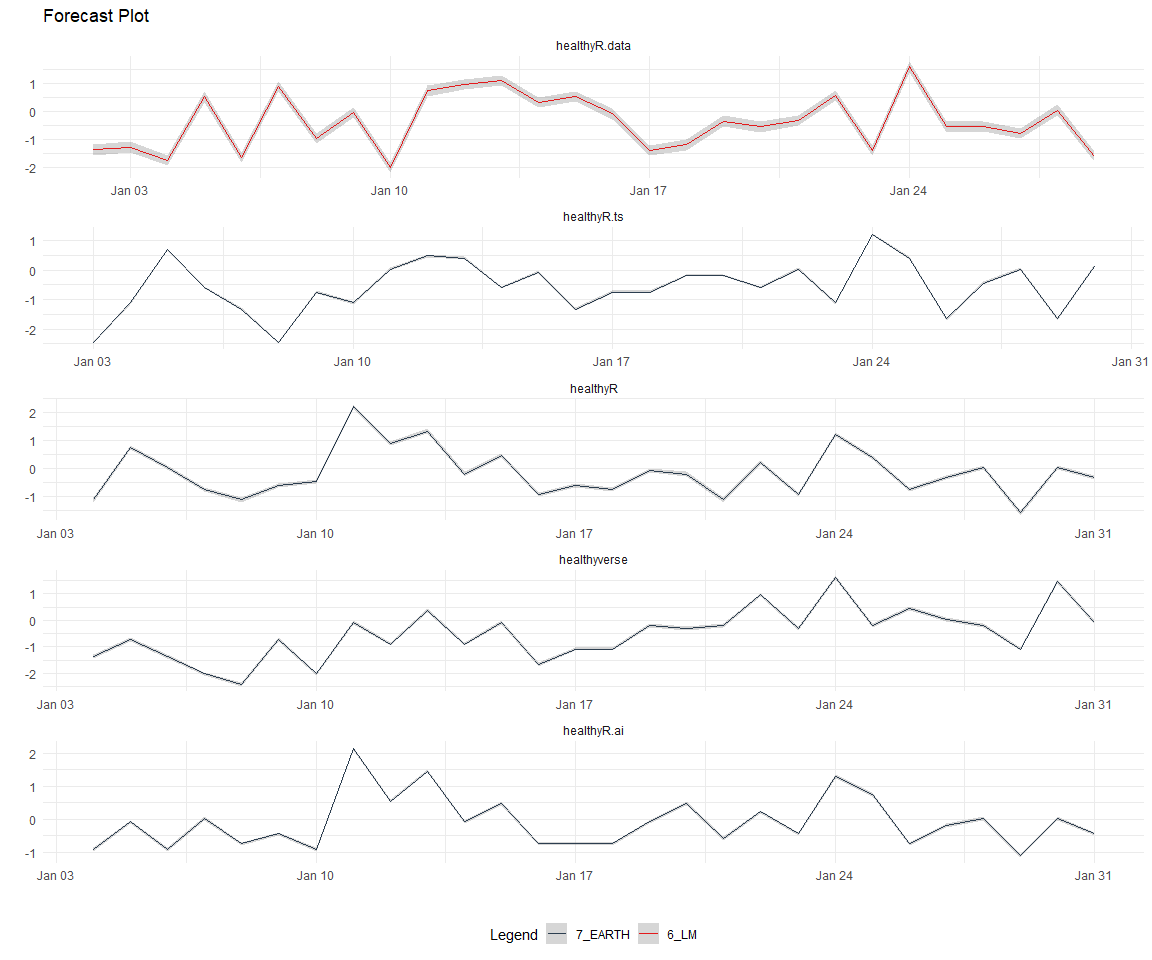 Forecast Plot
healthyR.data
1
0
-1
-2
Jan 03 Jan 10 Jan 17 Jan 24
healthyR.ts
1
0
-1
-2
Jan 03 Jan 10 Jan 17 Jan 24 Jan 31
healthyR
2
1
0
-1
Jan 03 Jan 10 Jan 17 Jan 24 Jan 31
healthyverse
1
0
-1
-2
Jan 03 Jan 10 Jan 17 Jan 24 Jan 31
healthyR.ai
2
1
0
-1
Jan 03 Jan 10 Jan 17 Jan 24 Jan 31
Legend 7_EARTH 6_LM